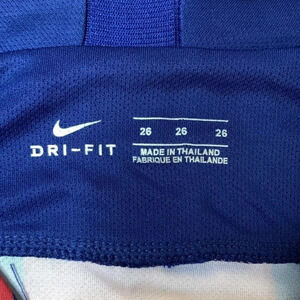 DRI-FIT
26 26 26
MADE IN THAILAND
FABRIQUE EN THAILANDE